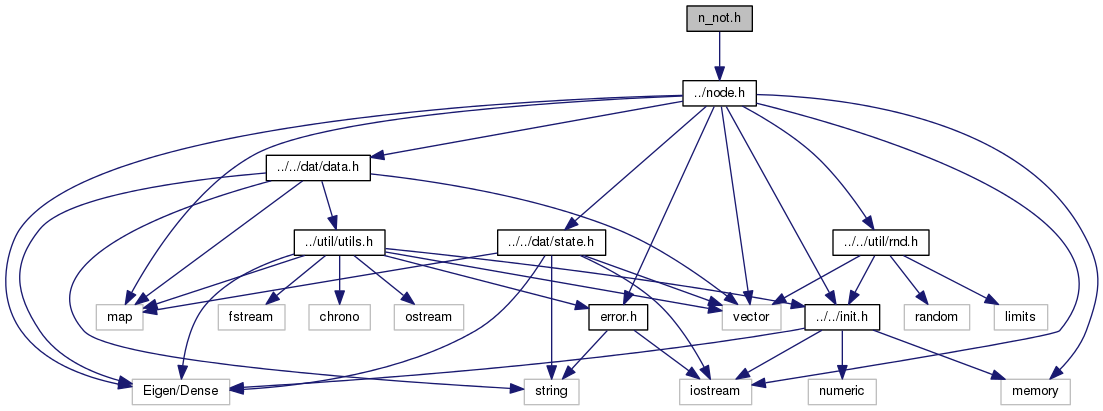 n_not.h
../node.h
../../dat/data.h
../util/utils.h
../../dat/state.h
../../util/rnd.h
map
fstream
chrono
ostream
error.h
vector
../../init.h
random
limits
Eigen/Dense
string
iostream
numeric
memory